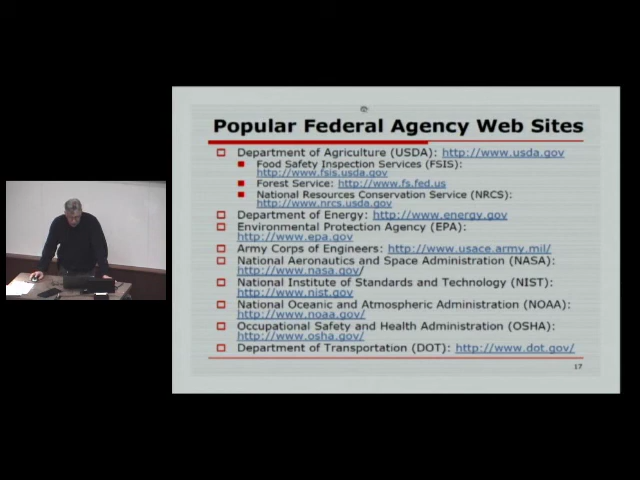 Popular Federal Agency Web Sites
Department of Agriculture (USDA): http://www.usda.gov
Food Safety Inspection Services (FSIS):
http://www.fsis.usda.gov
Forest Service: http://www.fs.fed.us
National Resources Conservation Service (NRCS):
http://www.nrcs.usda.gov
Department of Energy: http://www.energy.gov
Environmental Protection Agency (EPA):
http://www.epa.gov
Army Corps of Engineers: http://www.usace.army.mil/
National Aeronautics and Space Administration (NASA):
http://www.nasa.gov/
National Institute of Standards and Technology (NIST):
http://www.nist.gov
National Oceanic and Atmospheric Administration (NOAA):
http://www.noaa.gov/
Occupational Safety and Health Administration (OSHA):
http://www.osha.gov/
Department of Transportation (DOT): http://www.dot.gov/
17